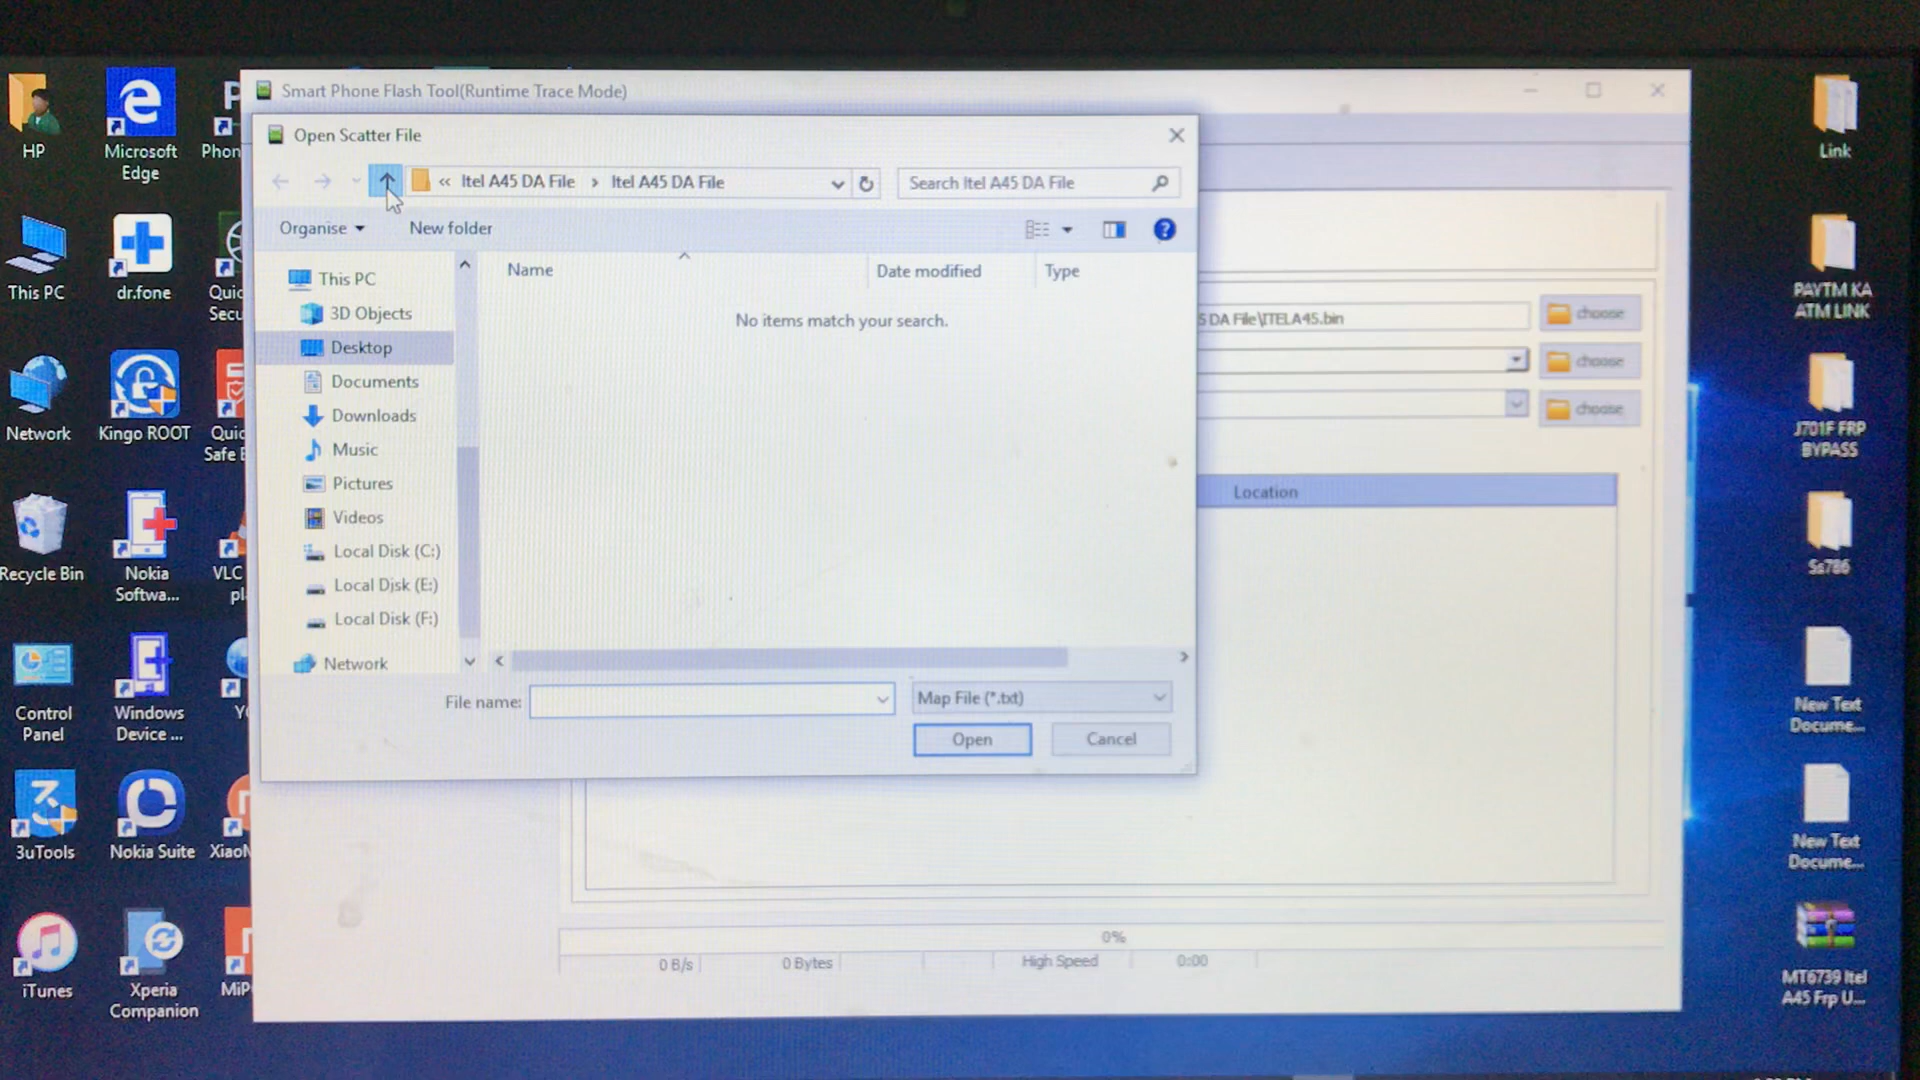 HP
Microsoft
Edge
Phon
This PC
dr.fone
Quic
Secu
Network
Kingo ROOT
Quic
Safe E
Recycle Bin
Nokia
Softwa...
VLC
pl
Control
Panel
Windows
Device ...
3uTools
Nokia Suite
XiaoM
iTunes
Xperia
Companion
MiP
Smart Phone Flash Tool(Runtime Trace Mode)
Open Scatter File
« Itel A45 DA File › Itel A45 DA File
Search Itel A45 DA File
Organise
New folder
This PC
3D Objects
Desktop
Documents
Downloads
Music
Pictures
Videos
Local Disk (C:)
Local Disk (E:)
Local Disk (F:)
Network
Name
Date modified
Type
No items match your search.
File name:
Map File (*.txt)
Open
Cancel
5 DA File\ITELA45.bin
choose
choose
choose
Location
0%
0 B/s
0 Bytes
High Speed
0:00
Link
PAYTM KA
ATM LINK
J701F FRP
BYPASS
Ss786
New Text
Docume...
New Text
Docume...
MT6739 Itel
A45 Frp U...